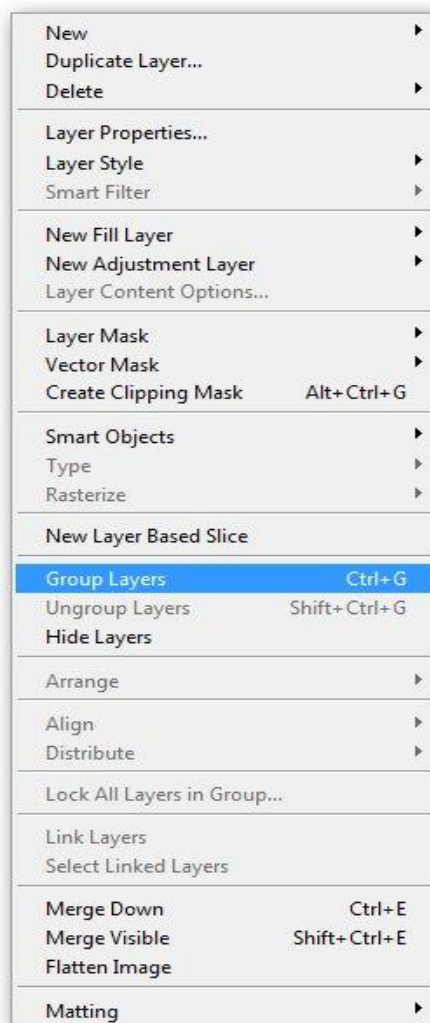 New
Duplicate Layer...
Delete
Layer Properties...
Layer Style
Smart Filter
New Fill Layer
New Adjustment Layer
Layer Content Options...
Layer Mask
Vector Mask
Create Clipping Mask Alt+Ctrl+G
Smart Objects
Type
Rasterize
New Layer Based Slice
Group Layers Ctrl+G
Ungroup Layers Shift+Ctrl+G
Hide Layers
Arrange
Align
Distribute
Lock All Layers in Group...
Link Layers
Select Linked Layers
Merge Down Ctrl+E
Merge Visible Shift+Ctrl+E
Flatten Image
Matting